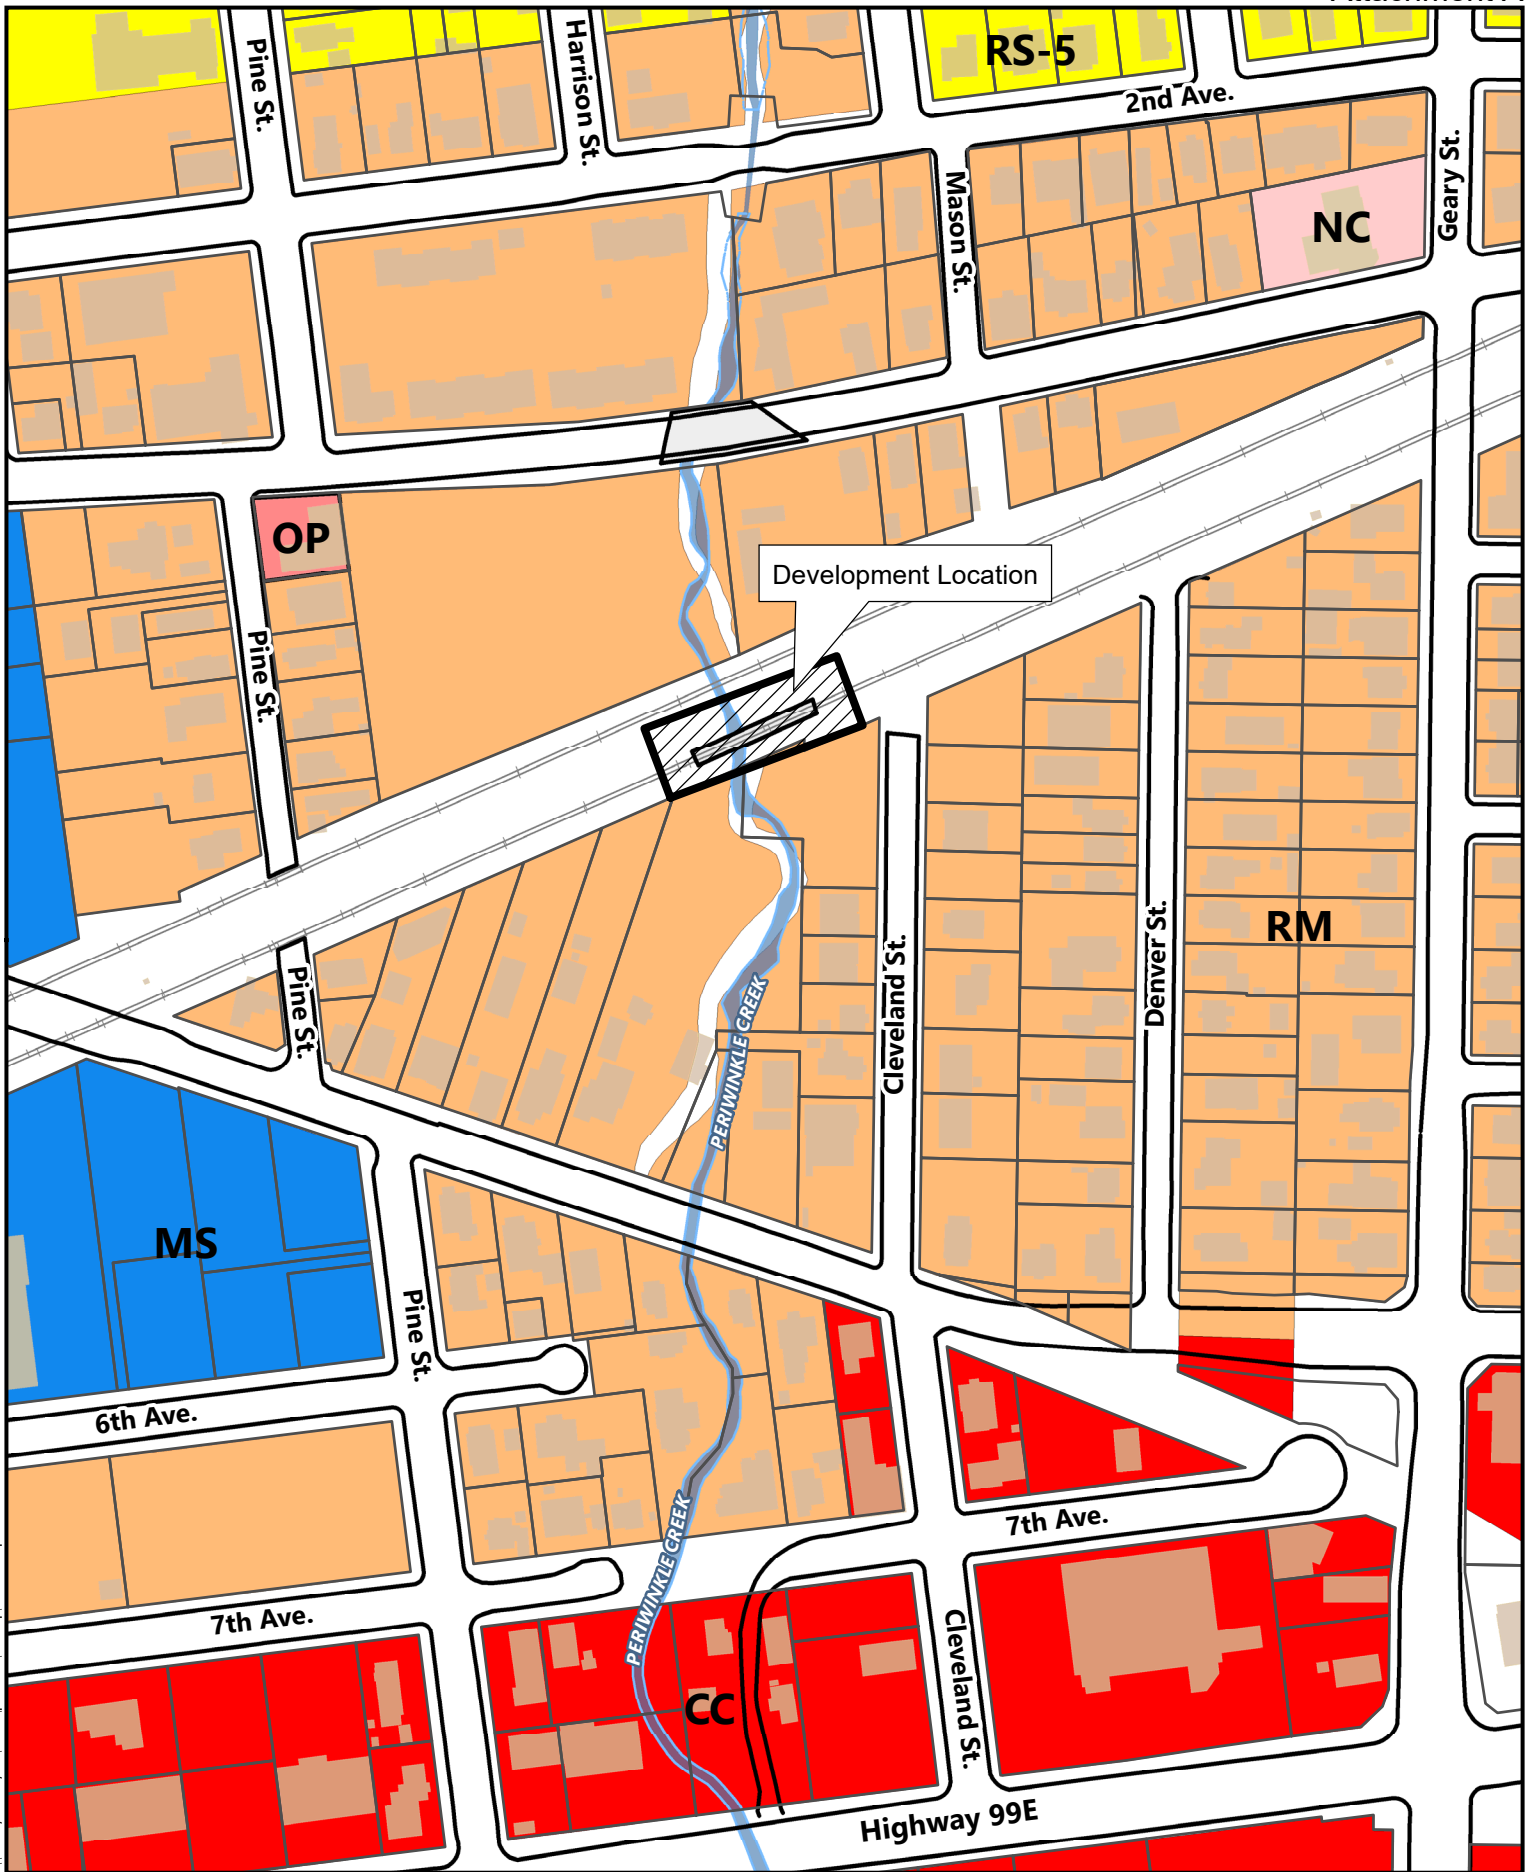 RS-5
Pine St.
Harrison St.
2nd Ave.
Geary St.
Mason St.
NC
OP
Development Location
Pine St.
RM
Denver St.
Cleveland St.
Pine St.
PERIWINKLE CREEK
MS
Pine St.
6th Ave.
7th Ave.
PERIWINKLE CREEK
7th Ave.
Cleveland St.
CC
Highway 99E